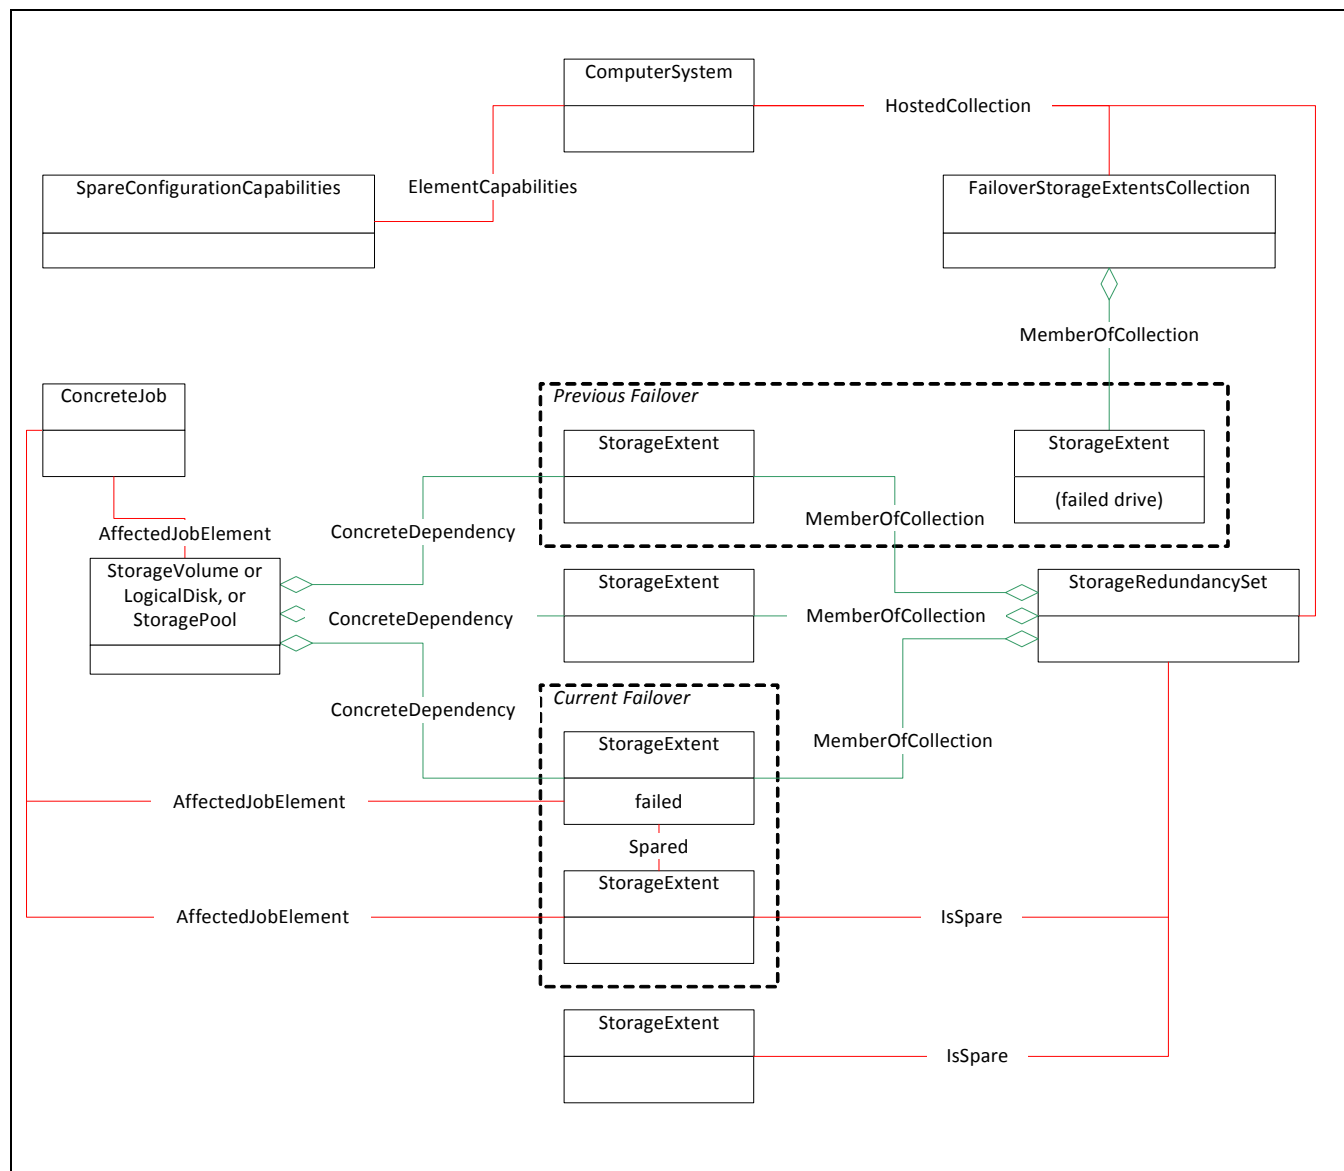 ComputerSystem
HostedCollection
SpareConfigurationCapabilities
ElementCapabilities
FailoverStorageExtentsCollection
MemberOfCollection
ConcreteJob
Previous Failover
StorageExtent
StorageExtent
(failed drive)
MemberOfCollection
ConcreteDependency
AffectedJobElement
StorageVolume or
LogicalDisk, or
StoragePool
StorageExtent
StorageRedundancySet
ConcreteDependency
MemberOfCollection
Current Failover
ConcreteDependency
StorageExtent
MemberOfCollection
failed
AffectedJobElement
Spared
StorageExtent
AffectedJobElement
IsSpare
StorageExtent
IsSpare